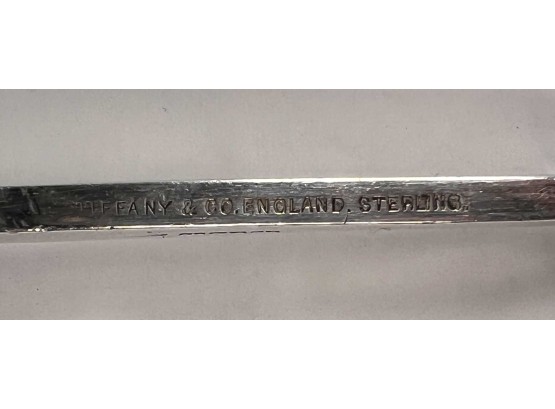 TIFFANY & CO. ENGLAND. STERLING.